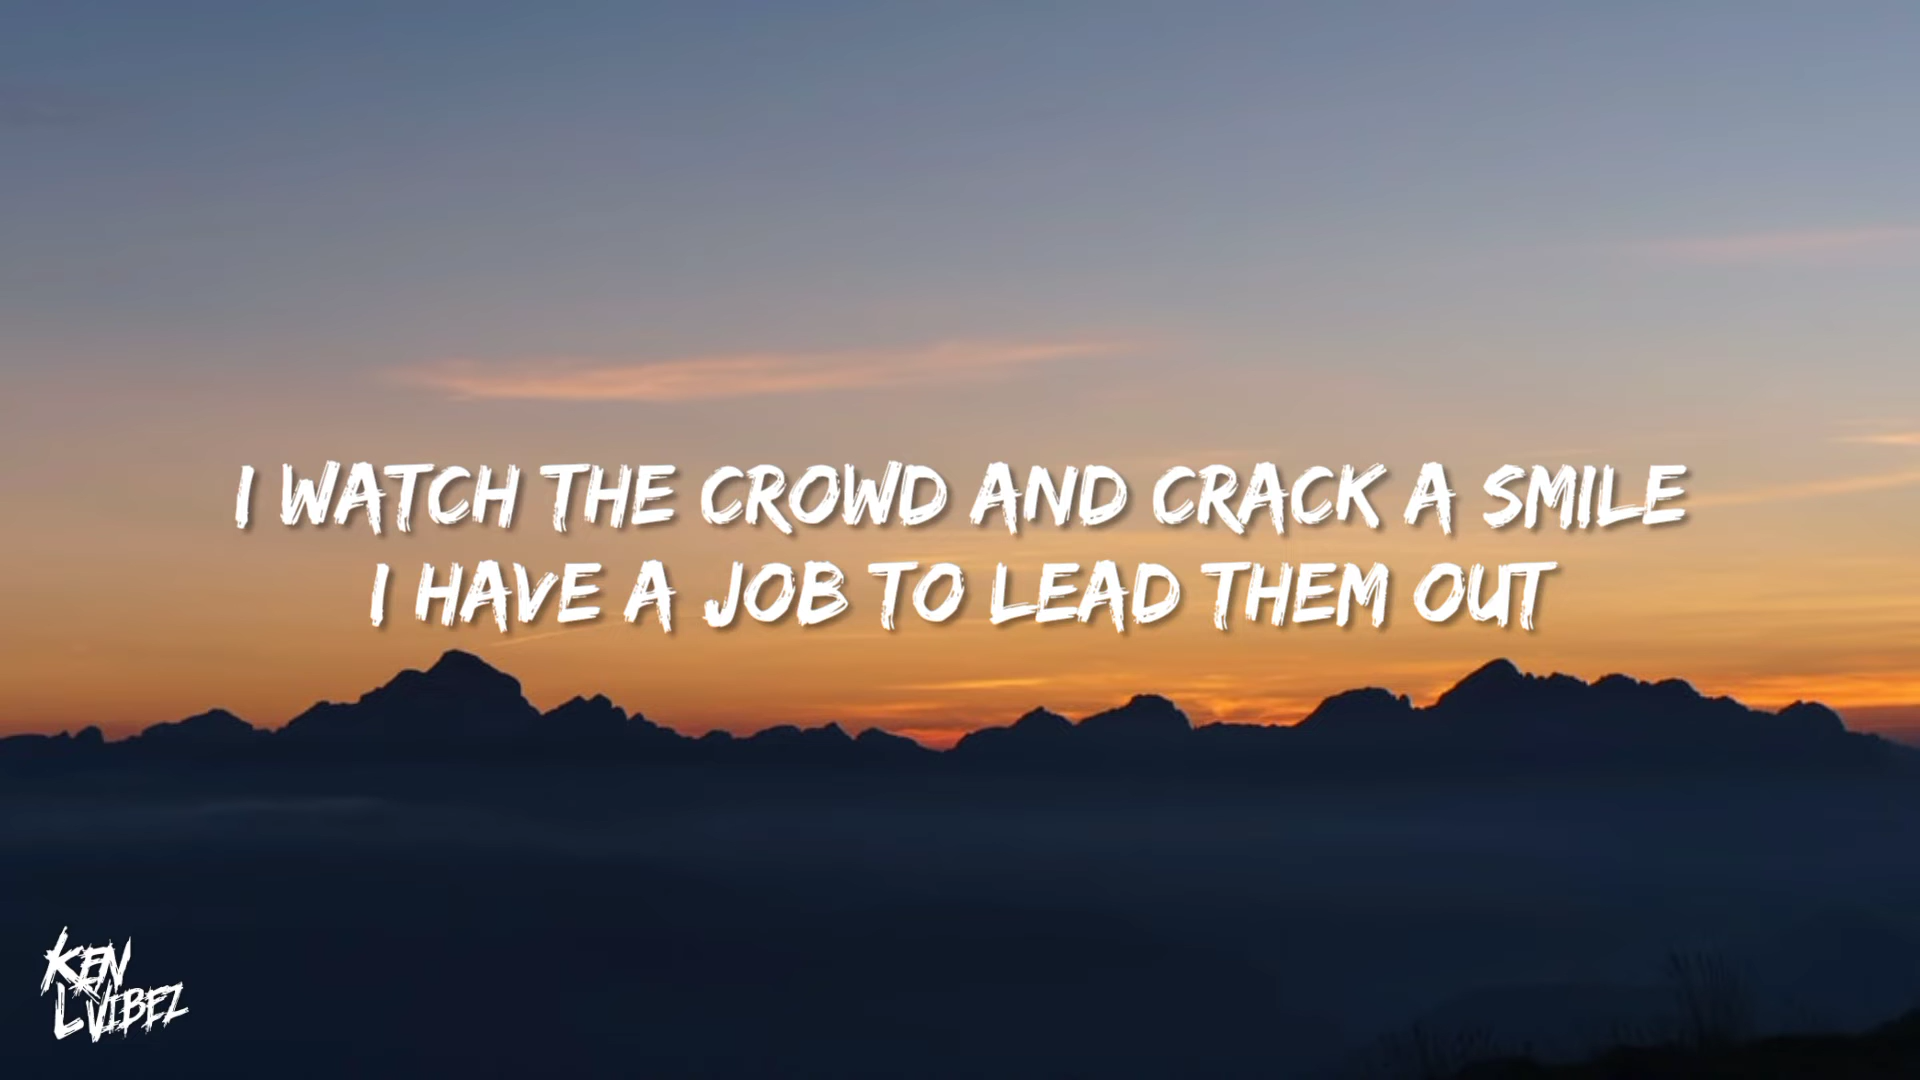 I WATCH THE CROWD AND CRACK A SMILE
I HAVE A JOB TO LEAD THEM OUT
KEN
LVIBEZ